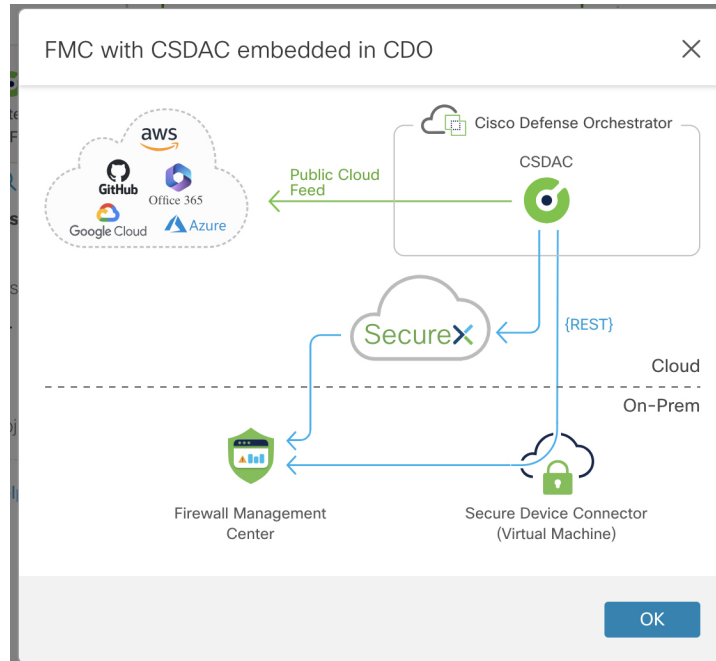 FMC with CSDAC embedded in CDO
aws
GitHub
Office 365
Google Cloud
Azure
Public Cloud
Feed
Cisco Defense Orchestrator
CSDAC
SecureX
{REST}
Cloud
On-Prem
Firewall Management
Center
Secure Device Connector
(Virtual Machine)
OK